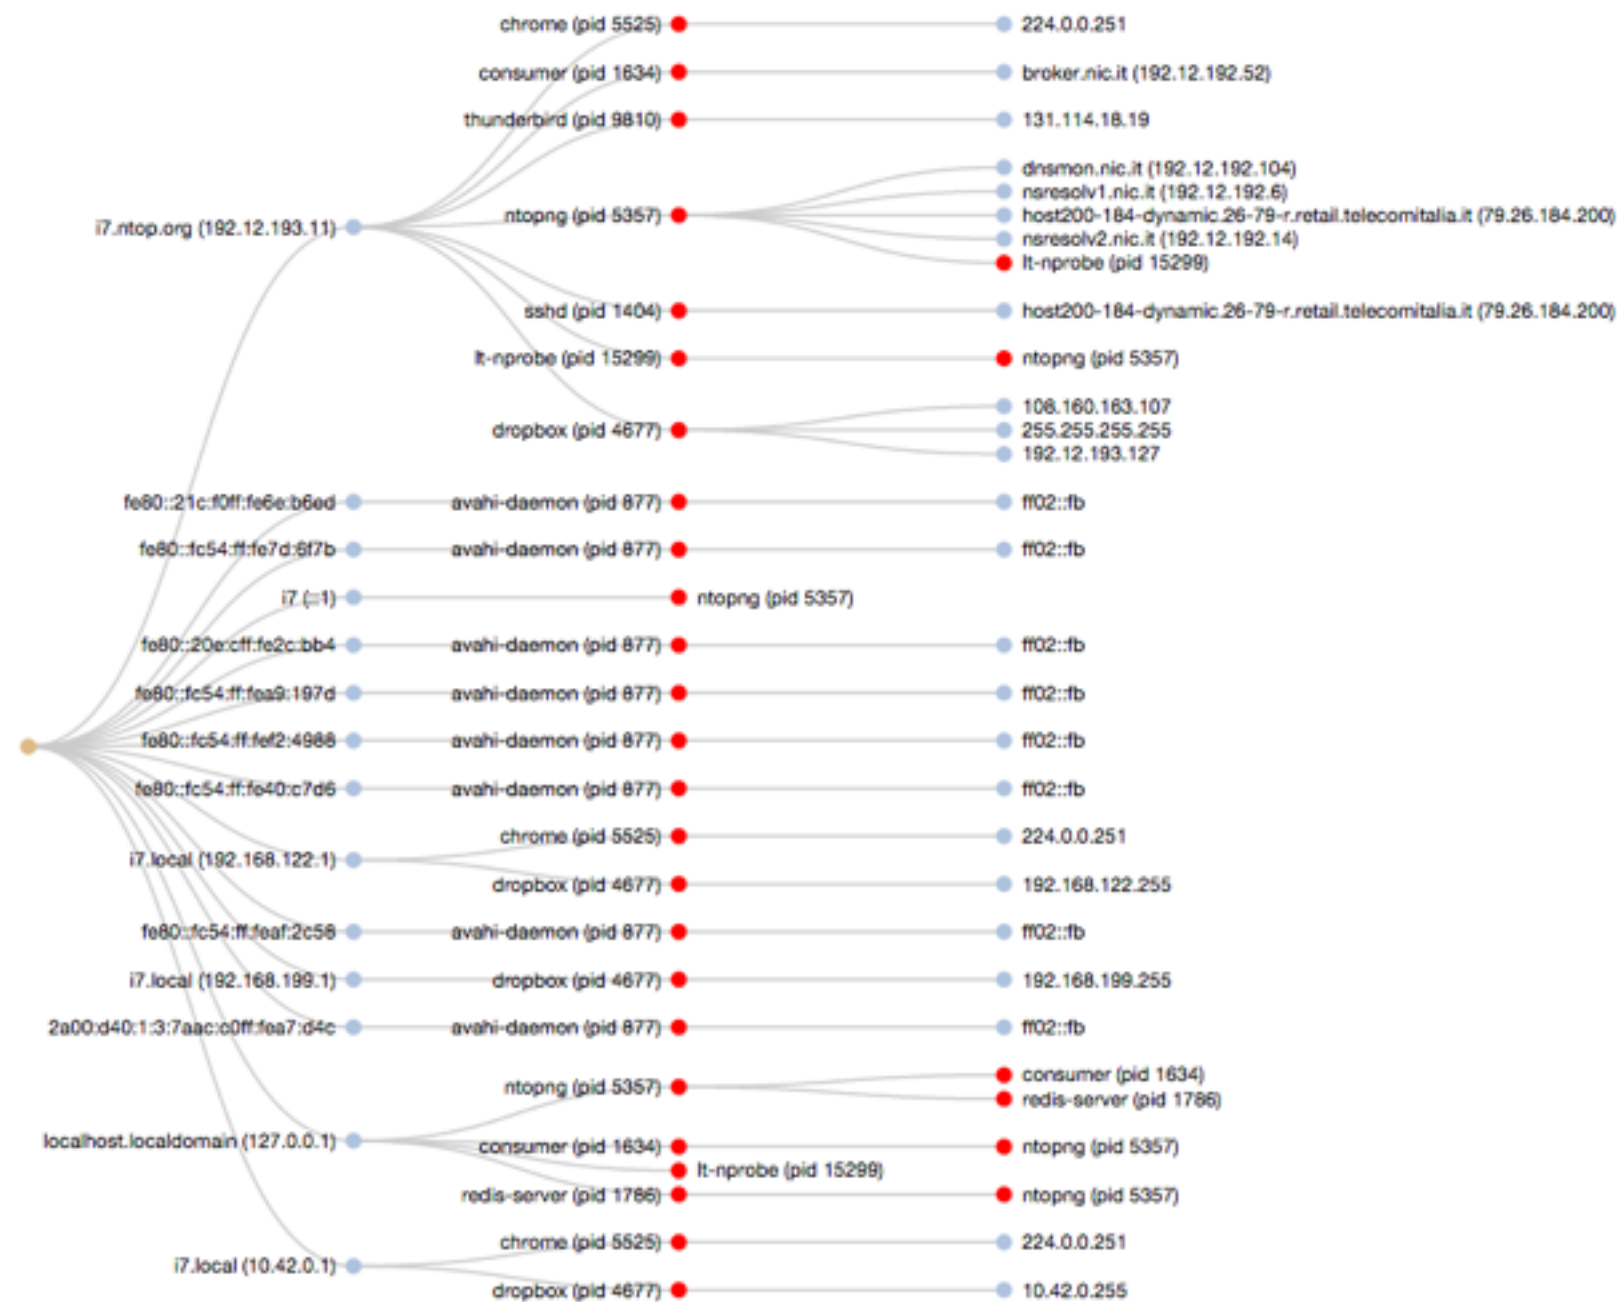 chrome (pid 5525)
224.0.0.251
consumer (pid 1634)
broker.nic.it (192.12.192.52)
thunderbird (pid 9810)
131.114.18.19
i7.ntop.org (192.12.193.11)
ntopng (pid 5357)
dnsmon.nic.it (192.12.192.104)
nsresolv1.nic.it (192.12.192.6)
host200-184-dynamic.26-79-r.retail.telecomitalia.it (79.26.184.200)
nsresolv2.nic.it (192.12.192.14)
lt-nprobe (pid 15299)
sshd (pid 1404)
host200-184-dynamic.26-79-r.retail.telecomitalia.it (79.26.184.200)
lt-nprobe (pid 15299)
ntopng (pid 5357)
dropbox (pid 4677)
108.160.163.107
255.255.255.255
192.12.193.127
fe80::21c:f0ff:fe6e:b6ed
avahi-daemon (pid 877)
ff02::fb
fe80::fc54:ff:fe7d:6f7b
avahi-daemon (pid 877)
ff02::fb
i7 (::1)
ntopng (pid 5357)
fe80::20e:cff:fe2c:bb4
avahi-daemon (pid 877)
ff02::fb
fe80::fc54:ff:fea9:197d
avahi-daemon (pid 877)
ff02::fb
fe80::fc54:ff:fef2:4988
avahi-daemon (pid 877)
ff02::fb
fe80::fc54:ff:fe40:c7d6
avahi-daemon (pid 877)
ff02::fb
i7.local (192.168.122.1)
chrome (pid 5525)
224.0.0.251
dropbox (pid 4677)
192.168.122.255
fe80::fc54:ff:feaf:2c58
avahi-daemon (pid 877)
ff02::fb
i7.local (192.168.199.1)
dropbox (pid 4677)
192.168.199.255
2a00:d40:1:3:7aac:c0ff:fea7:d4c
avahi-daemon (pid 877)
ff02::fb
localhost.localdomain (127.0.0.1)
ntopng (pid 5357)
consumer (pid 1634)
redis-server (pid 1786)
consumer (pid 1634)
ntopng (pid 5357)
lt-nprobe (pid 15299)
redis-server (pid 1786)
ntopng (pid 5357)
i7.local (10.42.0.1)
chrome (pid 5525)
224.0.0.251
dropbox (pid 4677)
10.42.0.255